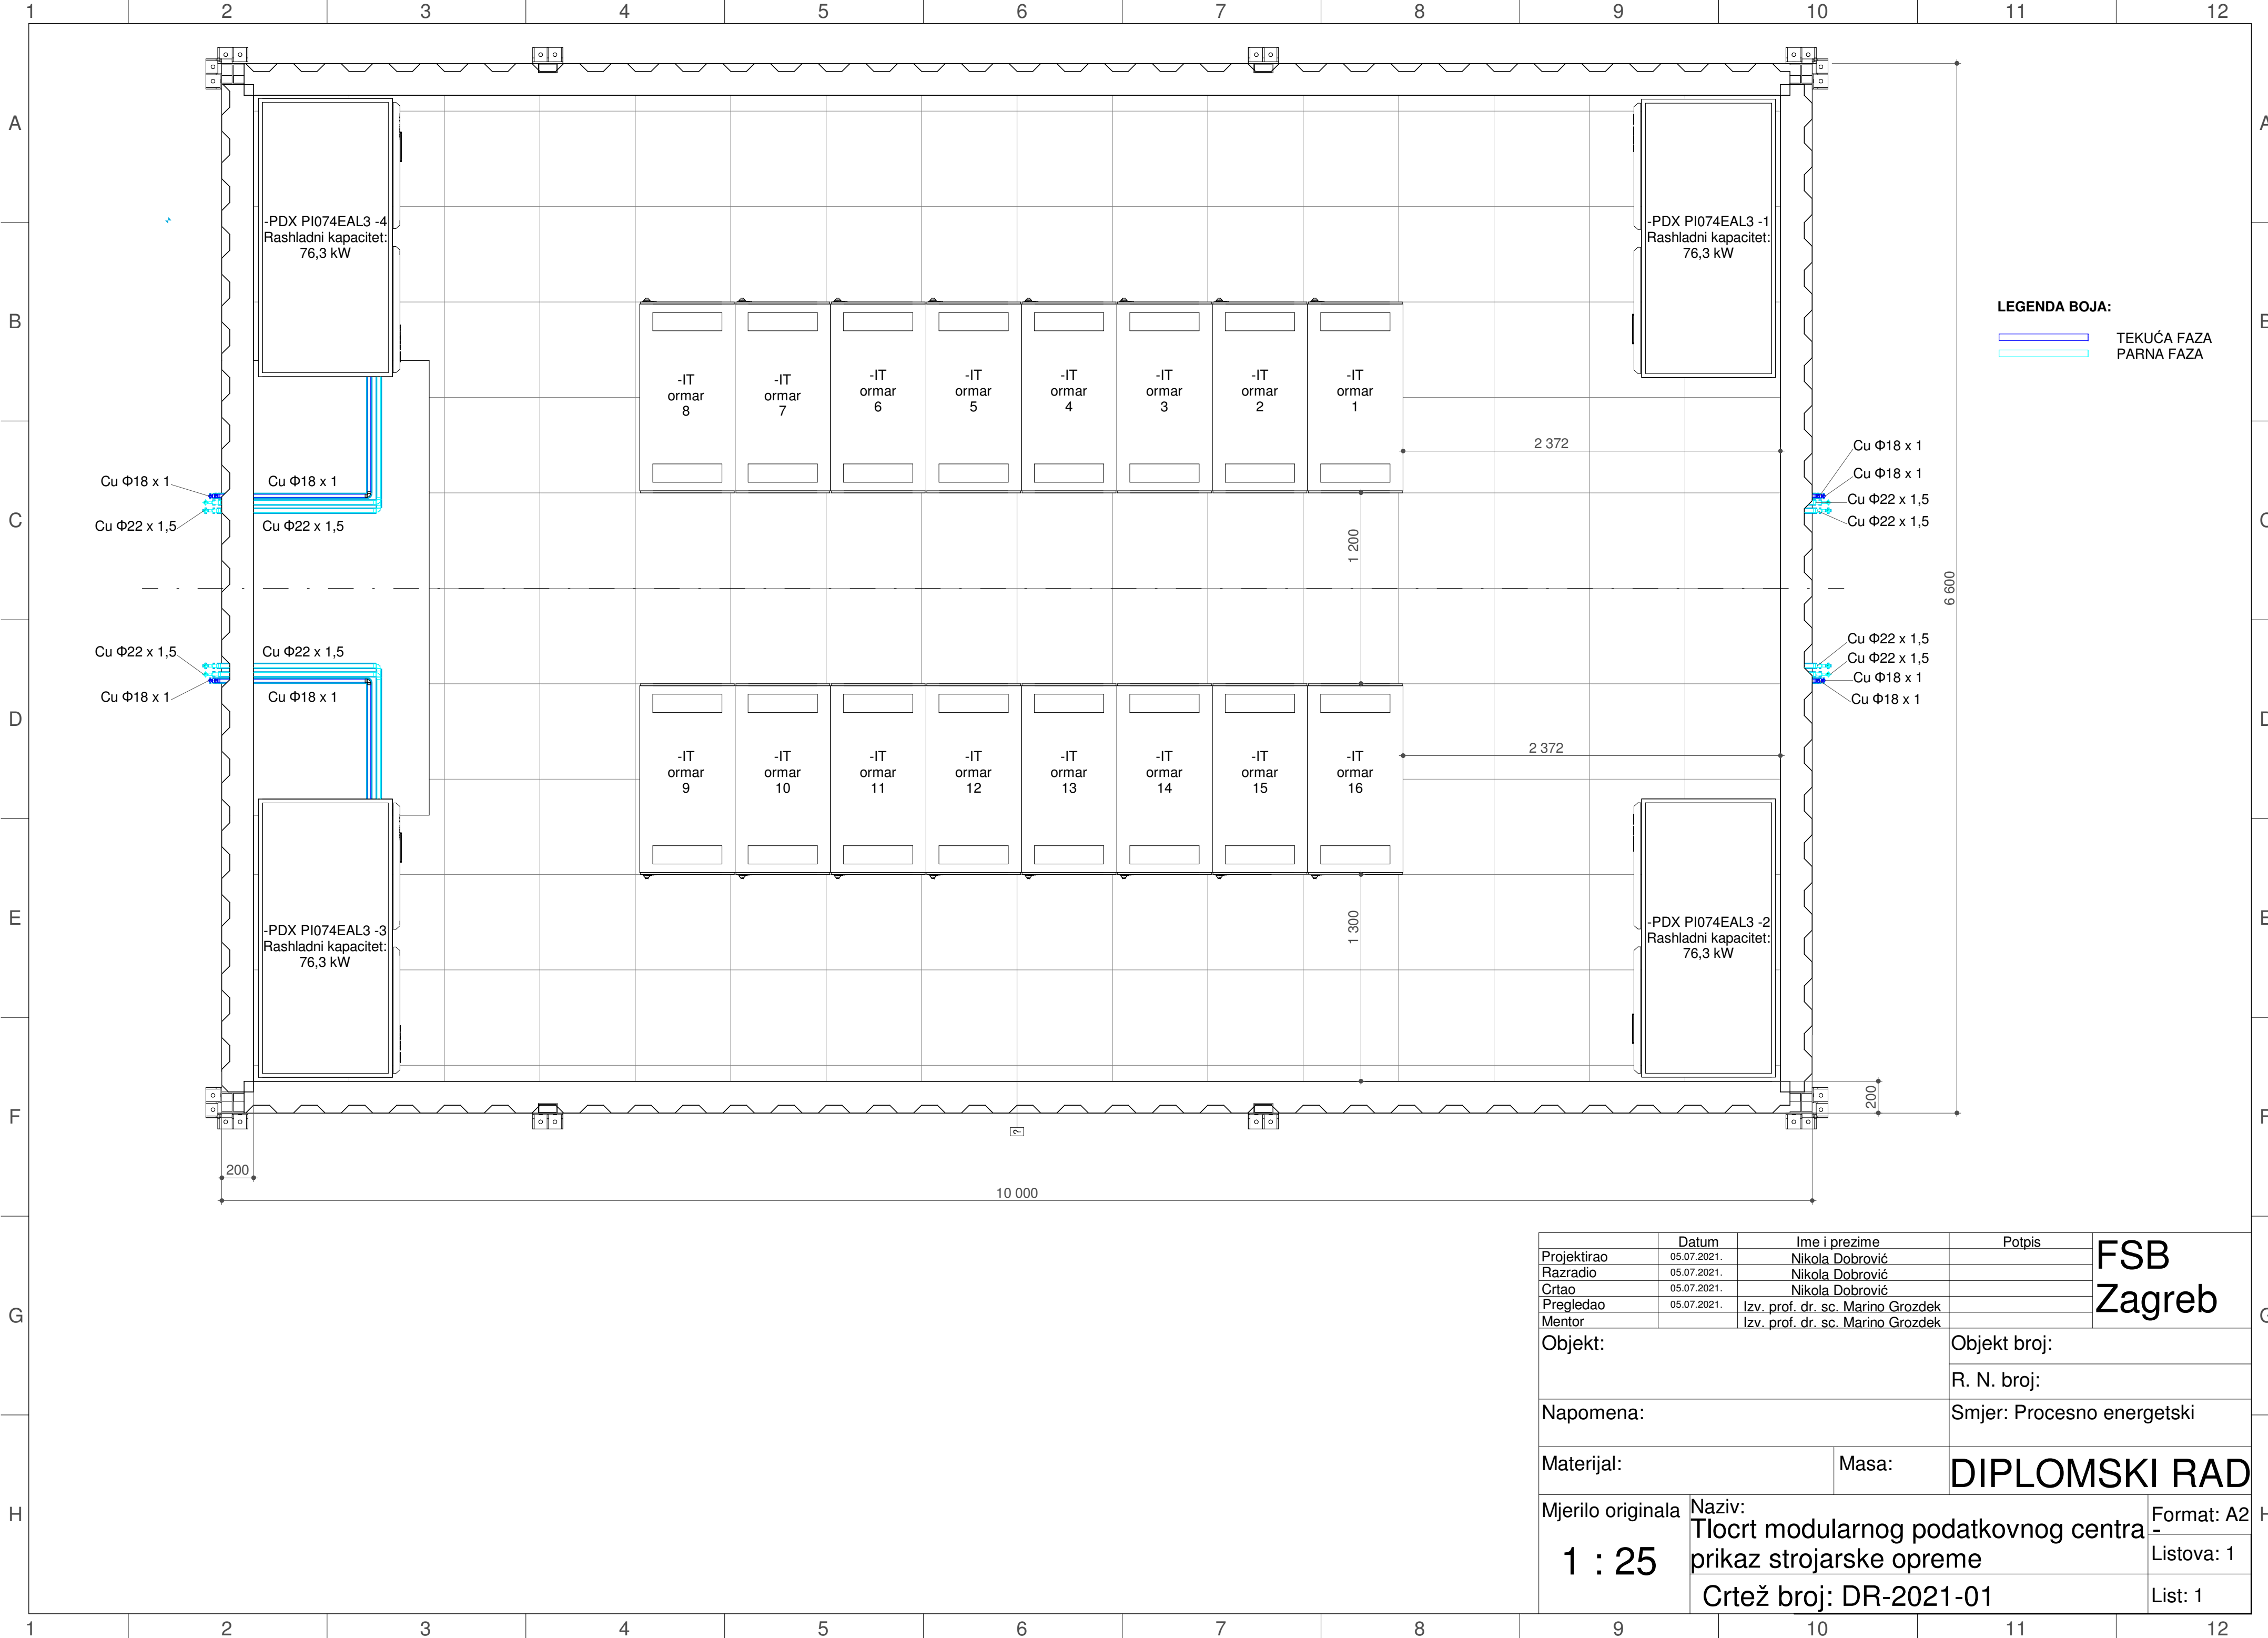 1 2 3 4 5 6 7 8 9 10 11 12
A A
-PDX PI074EAL3 -4
Rashladni kapacitet:
76,3 kW
-PDX PI074EAL3 -1
Rashladni kapacitet:
76,3 kW
B
LEGENDA BOJA:
TEKUĆA FAZA
PARNA FAZA
-IT
ormar
8
-IT
ormar
7
-IT
ormar
6
-IT
ormar
5
-IT
ormar
4
-IT
ormar
3
-IT
ormar
2
-IT
ormar
1
2 372
Cu Φ18 x 1
Cu Φ18 x 1
Cu Φ22 x 1,5
Cu Φ22 x 1,5
Cu Φ18 x 1
Cu Φ18 x 1
Cu Φ22 x 1,5
Cu Φ22 x 1,5
C
1 200
6 600
Cu Φ22 x 1,5
Cu Φ22 x 1,5
Cu Φ18 x 1
Cu Φ18 x 1
Cu Φ22 x 1,5
Cu Φ22 x 1,5
Cu Φ18 x 1
Cu Φ18 x 1
D
2 372
-IT
ormar
9
-IT
ormar
10
-IT
ormar
11
-IT
ormar
12
-IT
ormar
13
-IT
ormar
14
-IT
ormar
15
-IT
ormar
16
E
1 300
-PDX PI074EAL3 -3
Rashladni kapacitet:
76,3 kW
-PDX PI074EAL3 -2
Rashladni kapacitet:
76,3 kW
200
F
?
200
10 000
Datum Ime i prezime Potpis
Projektirao 05.07.2021. Nikola Dobrović
Razradio 05.07.2021. Nikola Dobrović
Crtao 05.07.2021. Nikola Dobrović
Pregledao 05.07.2021. Izv. prof. dr. sc. Marino Grozdek
Mentor Izv. prof. dr. sc. Marino Grozdek
FSB
Zagreb
G
Objekt:
Objekt broj:
R. N. broj:
Napomena:
Smjer: Procesno energetski
Materijal:
Masa:
DIPLOMSKI RAD
H
Mjerilo originala
1 : 25
Naziv:
Tlocrt modularnog podatkovnog centra -
prikaz strojarske opreme
Crtež broj: DR-2021-01
Format: A2
Listova: 1
List: 1
1 2 3 4 5 6 7 8 9 10 11 12